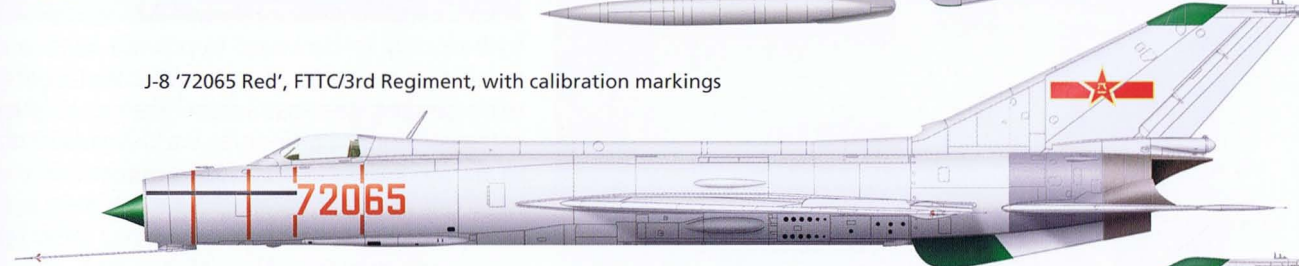 J-8 ‘72065 Red’, FTTC/3rd Regiment, with calibration markings
72065